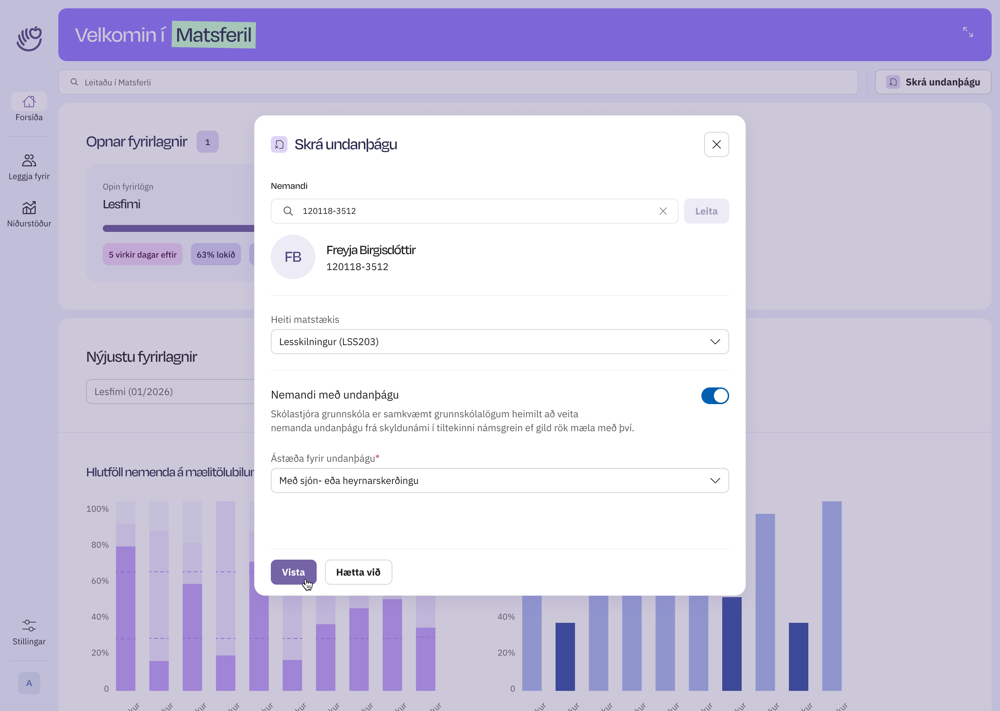 Velkomin í Matsferil
Leitaðu í Matsferli
Skrá undanþágu
Forsíða
Leggja fyrir
Niðurstöður
Stillingar
A
Opnar fyrirlagnir 1
Opin fyrirlögn
Lesfimi
5 virkir dagar eftir
63% lokið
Nýjustu fyrirlagnir
Lesfimi (01/2026)
Hlutföll nemenda á
100%
80%
60%
40%
20%
0
40%
20%
0
Skrá undanþágu
Nemandi
120118-3512
Leita
FB
Freyja Birgisdóttir
120118-3512
Heiti matstækis
Lesskilningur (LSS203)
Nemandi með undanþágu
Skólastjóra grunnskóla er samkvæmt grunnskólalögum heimilt að veita
nemanda undanþágu frá skyldunámi í tiltekinni námsgrein ef gild rök mæla með því.
Ástæða fyrir undanþágu*
Með sjón- eða heyrnarskerðingu
Vista
Hætta við